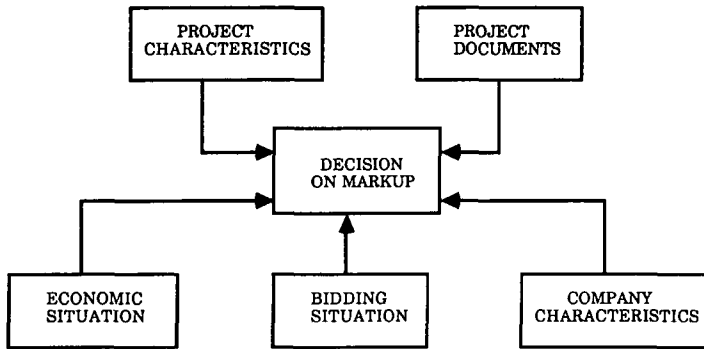 PROJECT
CHARACTERISTICS
PROJECT
DOCUMENTS
DECISION
ON MARKUP
ECONOMIC
SITUATION
BIDDING
SITUATION
COMPANY
CHARACTERISTICS